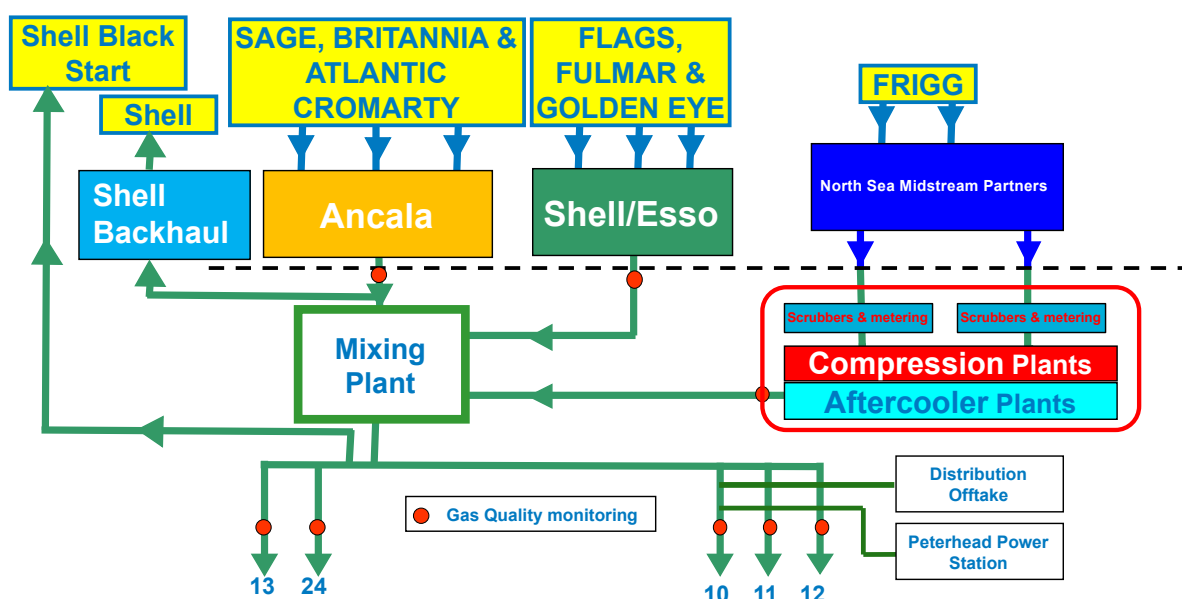 Shell Black
Start
SAGE, BRITANNIA &
ATLANTIC
CROMARTY
FLAGS,
FULMAR &
GOLDEN EYE
FRIGG
Shell
Shell
Backhaul
Ancala
Shell/Esso
North Sea Midstream Partners
Scrubbers & metering
Scrubbers & metering
Mixing
Plant
Compression Plants
Aftercooler Plants
Distribution
Offtake
Gas Quality monitoring
Peterhead Power
Station
13
24
10
11
12